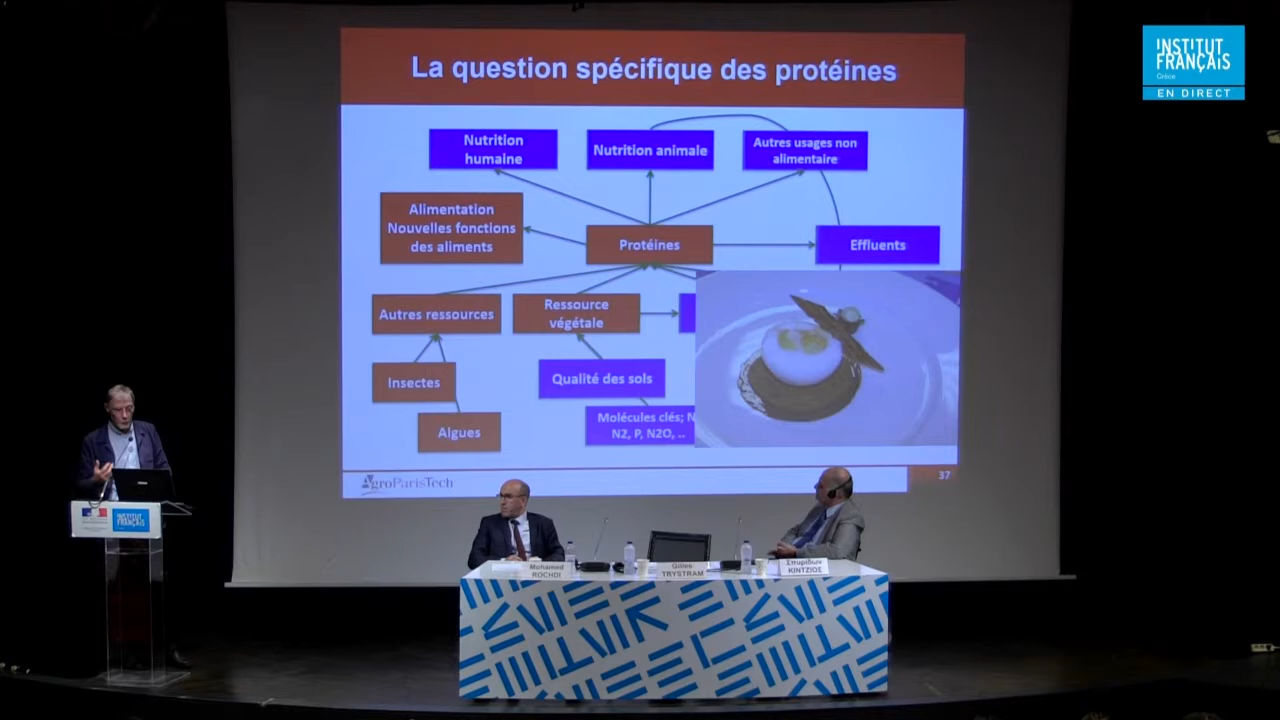 INSTITUT
FRANÇAIS
Grèce
EN DIRECT
La question spécifique des protéines
Nutrition
humaine
Nutrition animale
Autres usages non
alimentaire
Alimentation
Nouvelles fonctions
des aliments
Protéines
Effluents
Autres ressources
Ressource
végétale
Insectes
Qualité des sols
Algues
Molécules clés; N
N2, P, N2O, ..
AgroParisTech
37
INSTITUT
FRANÇAIS
Mohamed
ROCHDI
Gilles
TRYSTRAM
Σπυρίδων
ΚΙΝΤΖΙΟΣ